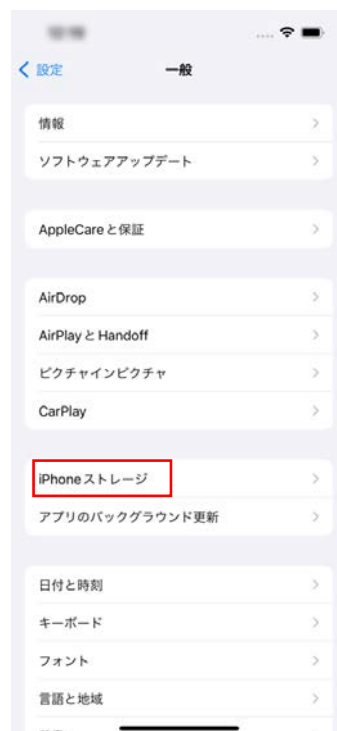 設定
一般
情報
ソフトウェアアップデート
AppleCareと保証
AirDrop
AirPlayとHandoff
ピクチャインピクチャ
CarPlay
iPhoneストレージ
アプリのバックグラウンド更新
日付と時刻
キーボード
フォント
言語と地域